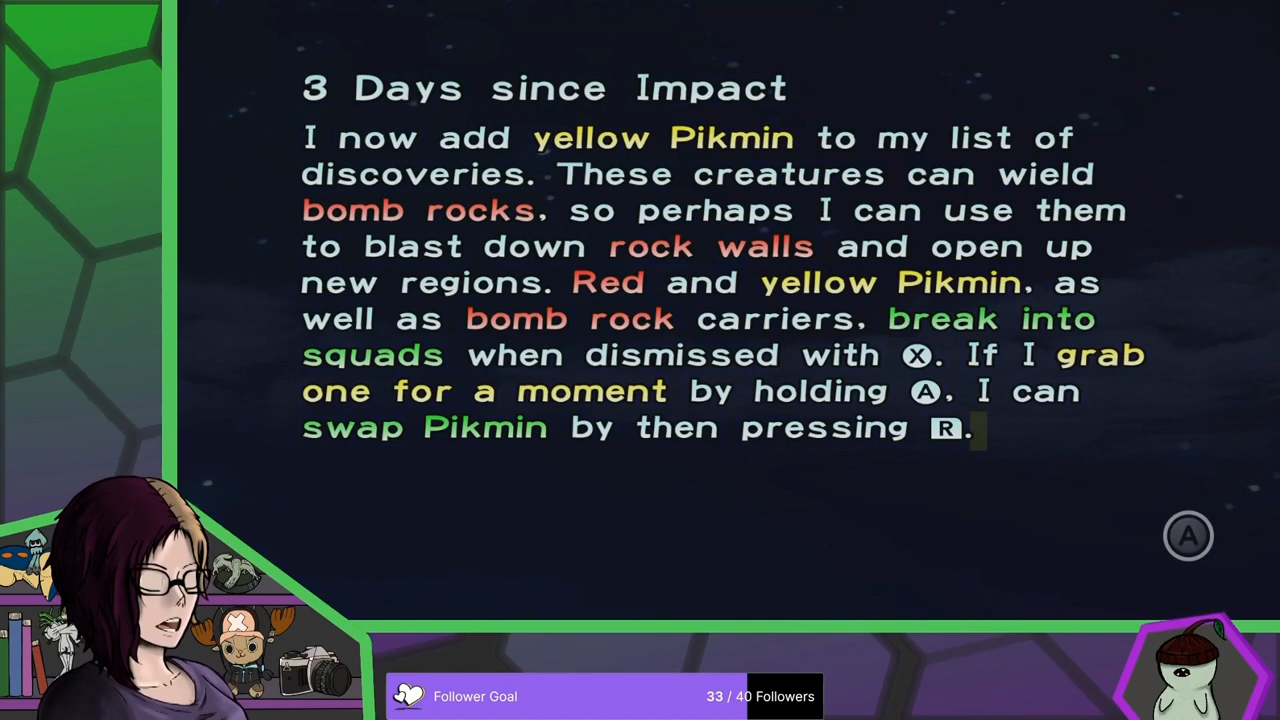 3 Days since Impact
I now add yellow Pikmin to my list of
discoveries. These creatures can wield
bomb rocks, so perhaps I can use them
to blast down rock walls and open up
new regions. Red and yellow Pikmin, as
well as bomb rock carriers, break into
squads when dismissed with X. If I grab
one for a moment by holding A, I can
swap Pikmin by then pressing R.
A
Follower Goal 33 / 40 Followers